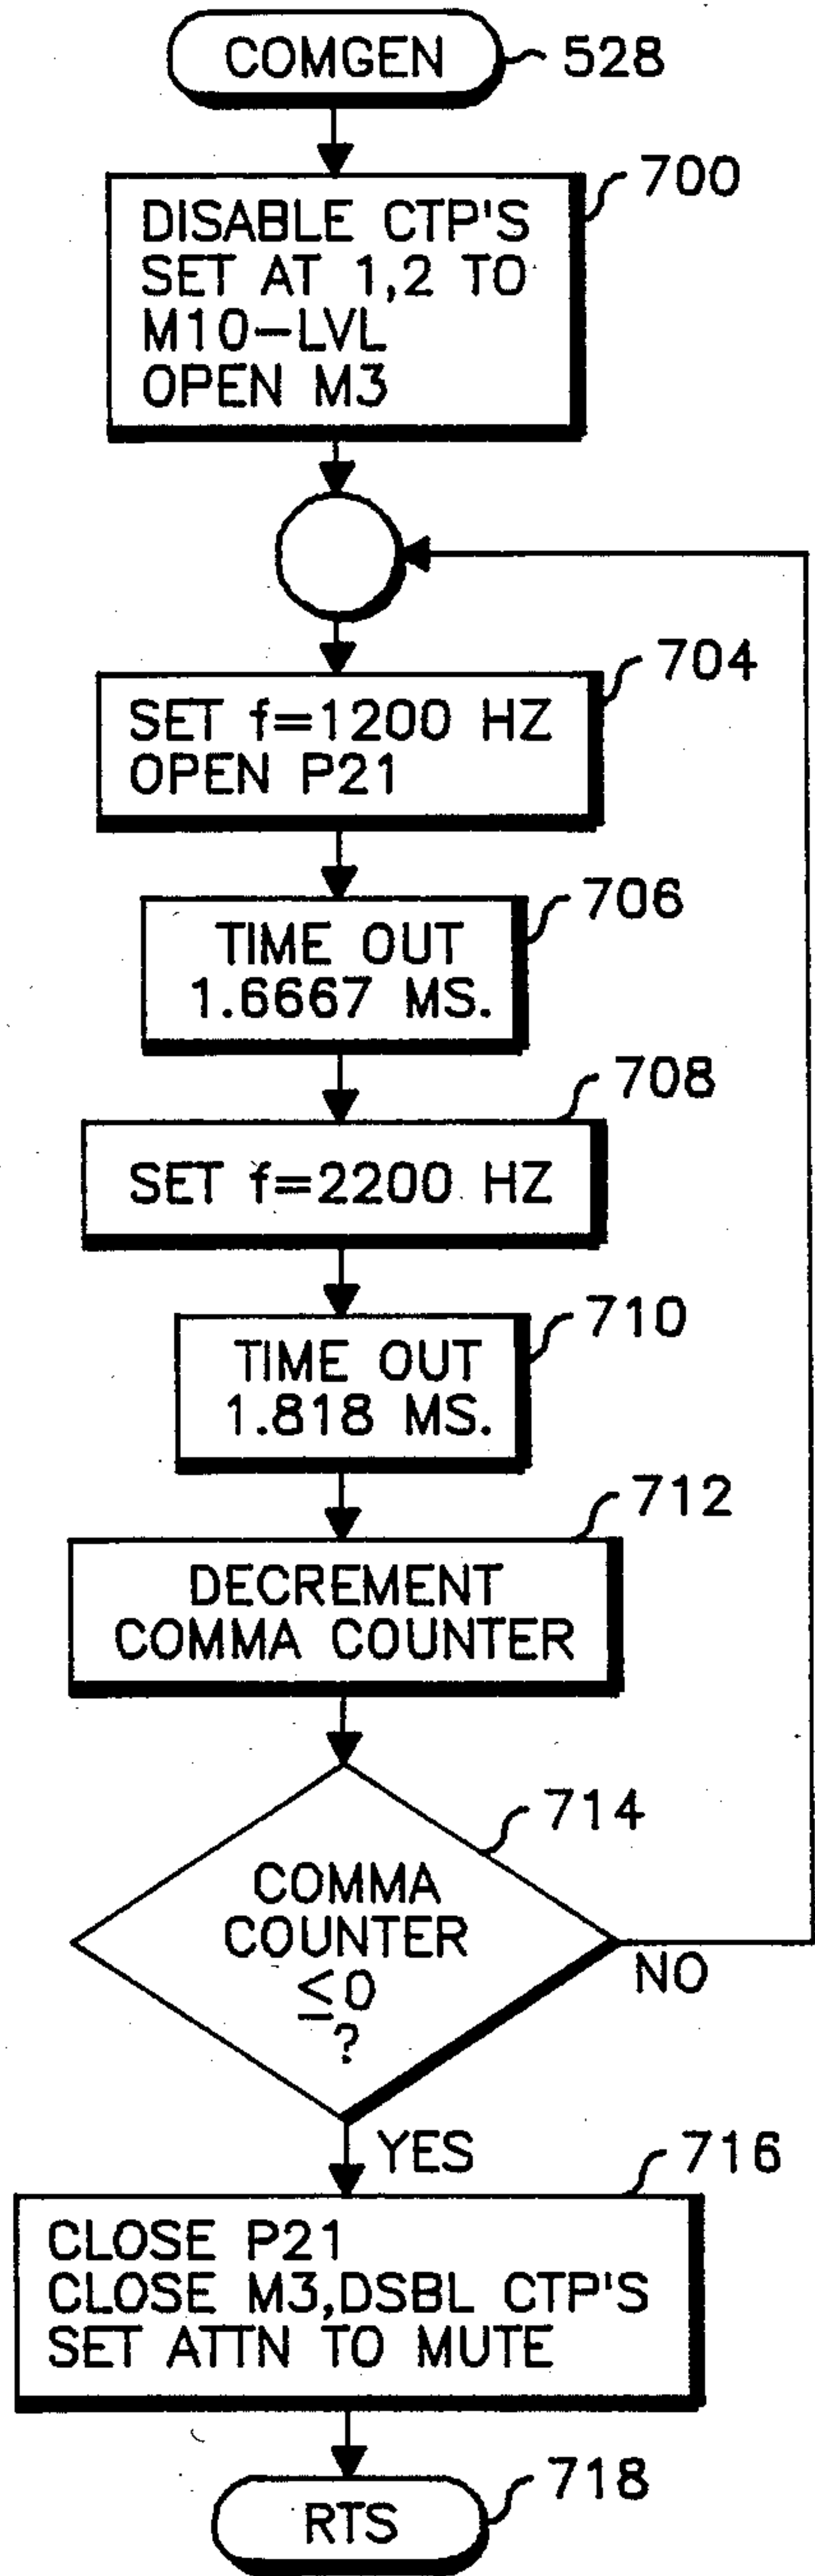 COMGEN 528
700
DISABLE CTP'S
SET AT 1,2 TO
M10-LVL
OPEN M3
704
SET f=1200 HZ
OPEN P21
706
TIME OUT
1.6667 MS.
708
SET f=2200 HZ
710
TIME OUT
1.818 MS.
712
DECREMENT
COMMA COUNTER
714
COMMA
COUNTER
≤0
?
NO
YES
716
CLOSE P21
CLOSE M3,DSBL CTP'S
SET ATTN TO MUTE
RTS 718